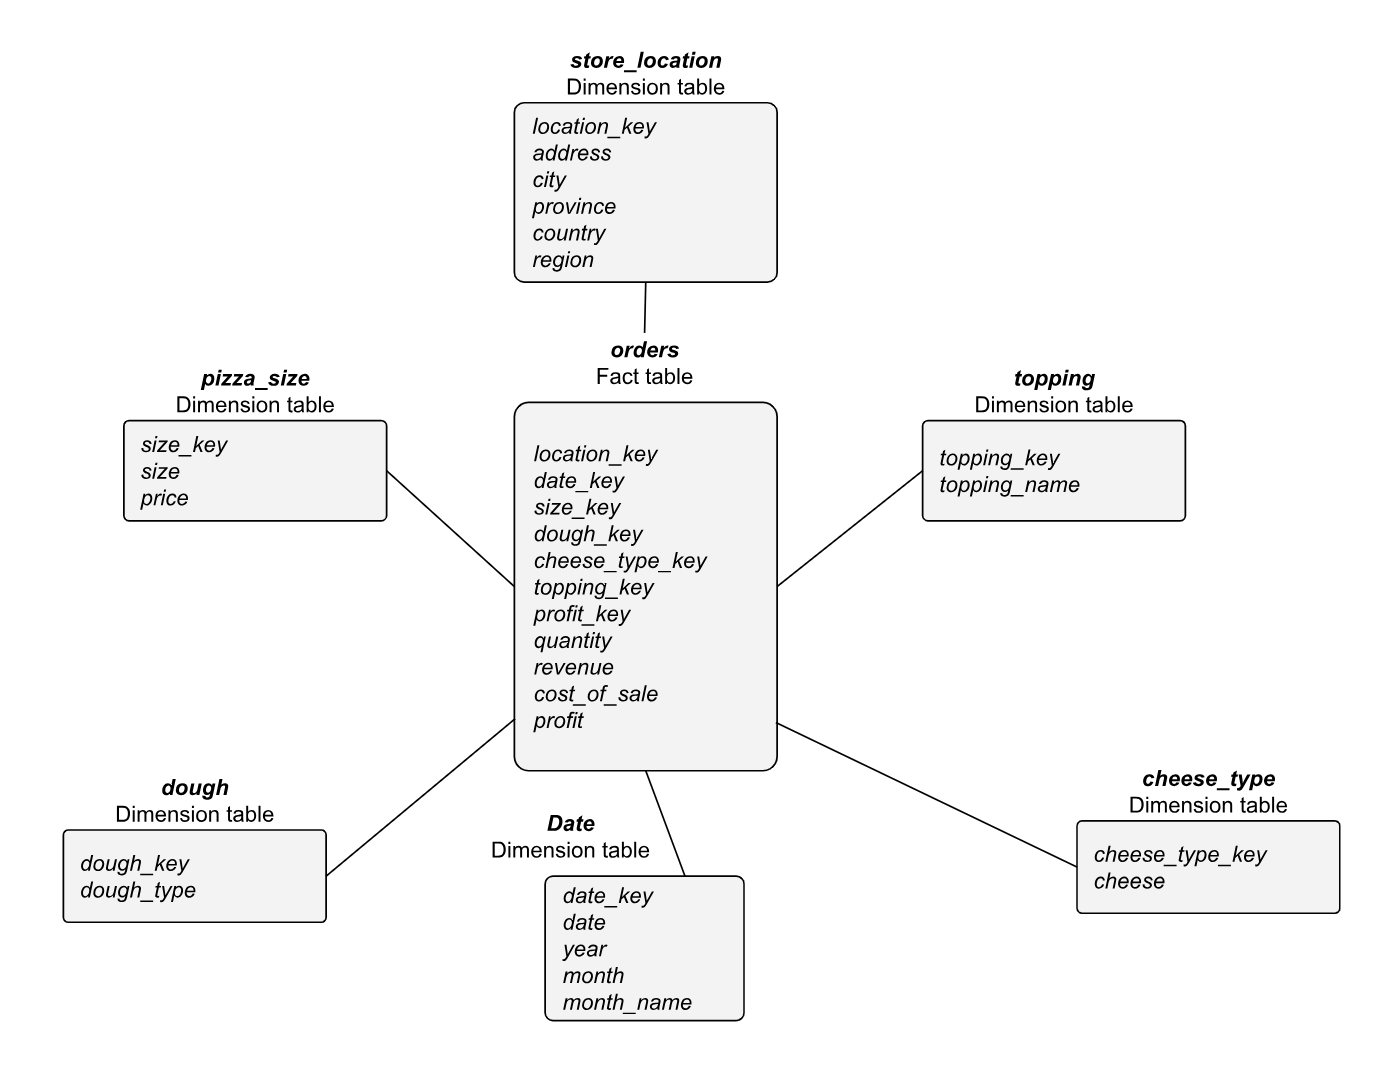 store_location
Dimension table
location_key
address
city
province
country
region
orders
Fact table
location_key
date_key
size_key
dough_key
cheese_type_key
topping_key
profit_key
quantity
revenue
cost_of_sale
profit
pizza_size
Dimension table
size_key
size
price
topping
Dimension table
topping_key
topping_name
dough
Dimension table
dough_key
dough_type
Date
Dimension table
date_key
date
year
month
month_name
cheese_type
Dimension table
cheese_type_key
cheese